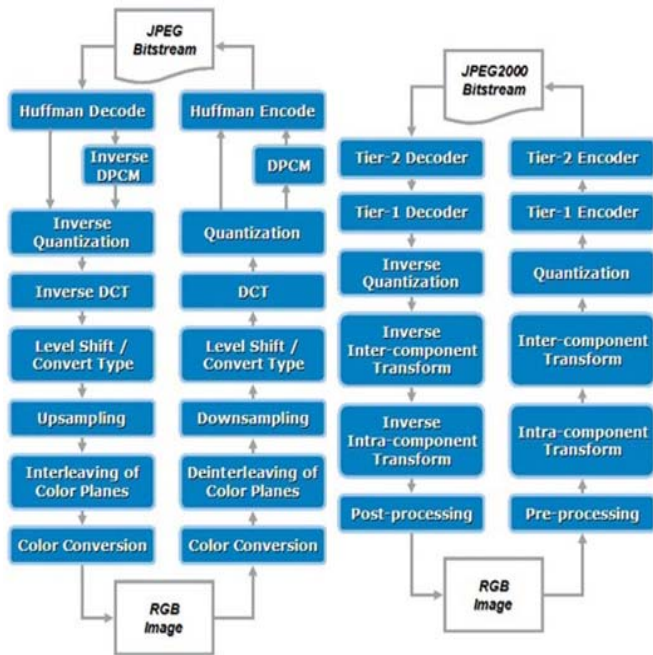 JPEG
Bitstream
Huffman Decode
Inverse
DPCM
Inverse
Quantization
Inverse DCT
Level Shift /
Convert Type
Upsampling
Interleaving of
Color Planes
Color Conversion
Huffman Encode
DPCM
Quantization
DCT
Level Shift /
Convert Type
Downsampling
Deinterleaving of
Color Planes
Color Conversion
RGB
Image
JPEG2000
Bitstream
Tier-2 Decoder
Tier-1 Decoder
Inverse
Quantization
Inverse
Inter-component
Transform
Inverse
Intra-component
Transform
Post-processing
Tier-2 Encoder
Tier-1 Encoder
Quantization
Inter-component
Transform
Intra-component
Transform
Pre-processing
RGB
Image